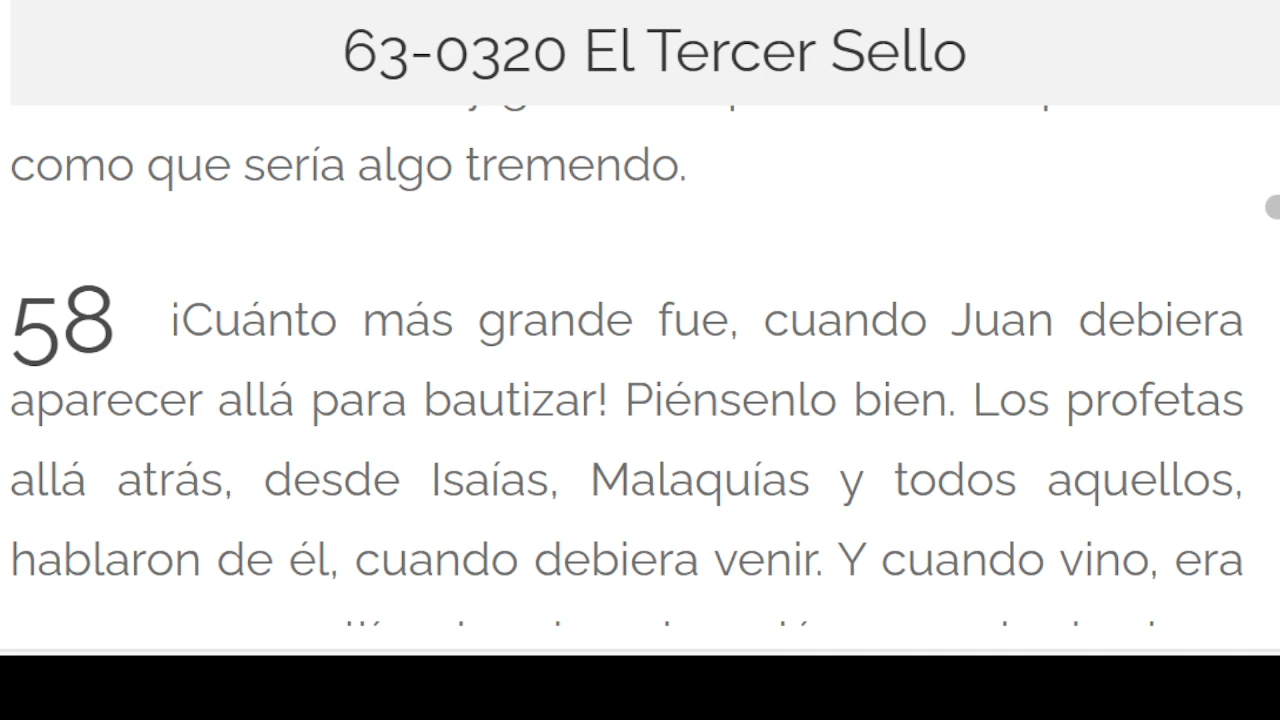 63-0320 El Tercer Sello
como que sería algo tremendo.
58 ¡Cuánto más grande fue, cuando Juan debiera
aparecer allá para bautizar! Piénsenlo bien. Los profetas
allá atrás, desde Isaías, Malaquías y todos aquellos,
hablaron de él, cuando debiera venir. Y cuando vino, era